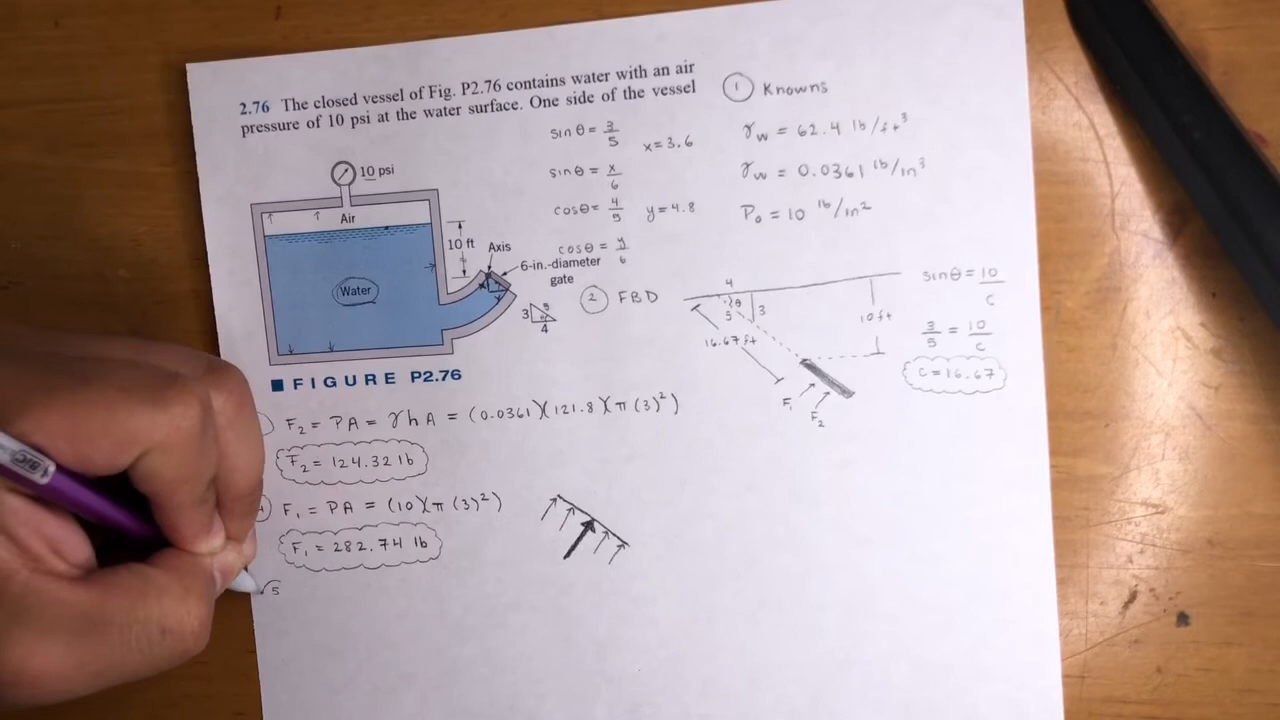 2.76 The closed vessel of Fig. P2.76 contains water with an air
pressure of 10 psi at the water surface. One side of the vessel
10 psi
Air
10 ft
Axis
6-in.-diameter
gate
Water
3
5
θ
4
FIGURE P2.76
sin θ = 3/5
x = 3.6
sin θ = x/6
cos θ = 4/5
y = 4.8
cos θ = y/6
1 Knowns
γw = 62.4 lb/ft³
γw = 0.0361 lb/in³
P₀ = 10 lb/in²
2 FBD
4
θ
5
3
10 ft
16.67 ft
F₁
F₂
sin θ = 10/c
3/5 = 10/c
c = 16.67
F₂ = PA = γhA = (0.0361)(121.8)(π(3)²)
F₂ = 124.32 lb
F₁ = PA = (10)(π(3)²)
F₁ = 282.74 lb
5
BIC